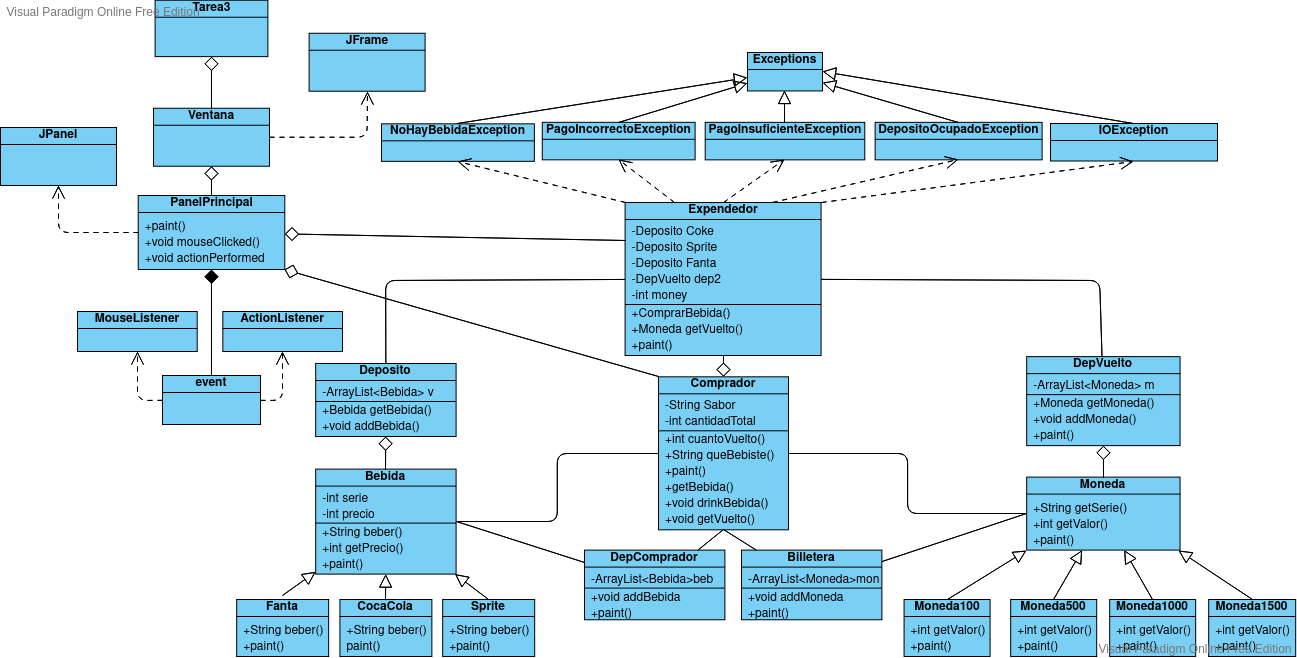 Visual Paradigm Online Free Edition
Tarea3
JFrame
Exceptions
Ventana
JPanel
NoHayBebidaException
PagoIncorrectoException
PagoInsuficienteException
DepositoOcupadoException
IOException
PanelPrincipal
+paint()
+void mouseClicked()
+void actionPerformed
Expendedor
-Deposito Coke
-Deposito Sprite
-Deposito Fanta
-DepVuelto dep2
-int money
+ComprarBebida()
+Moneda getVuelto()
+paint()
MouseListener
ActionListener
event
Deposito
-ArrayList<Bebida> v
+Bebida getBebida()
+void addBebida()
Comprador
-String Sabor
-int cantidadTotal
+int cuantoVuelto()
+String queBebiste()
+paint()
+getBebida()
+void drinkBebida()
+void getVuelto()
DepVuelto
-ArrayList<Moneda> m
+Moneda getMoneda()
+void addMoneda()
+paint()
Bebida
-int serie
-int precio
+String beber()
+int getPrecio()
+paint()
Moneda
+String getSerie()
+int getValor()
+paint()
DepComprador
-ArrayList<Bebida>beb
+void addBebida
+paint()
Billetera
-ArrayList<Moneda>mon
+void addMoneda
+paint()
Fanta
+String beber()
+paint()
CocaCola
+String beber()
paint()
Sprite
+String beber()
+paint()
Moneda100
+int getValor()
+paint()
Moneda500
+int getValor()
+paint()
Moneda1000
+int getValor()
+paint()
Moneda1500
+int getValor()
+paint()
Visual Paradigm Online Free Edition